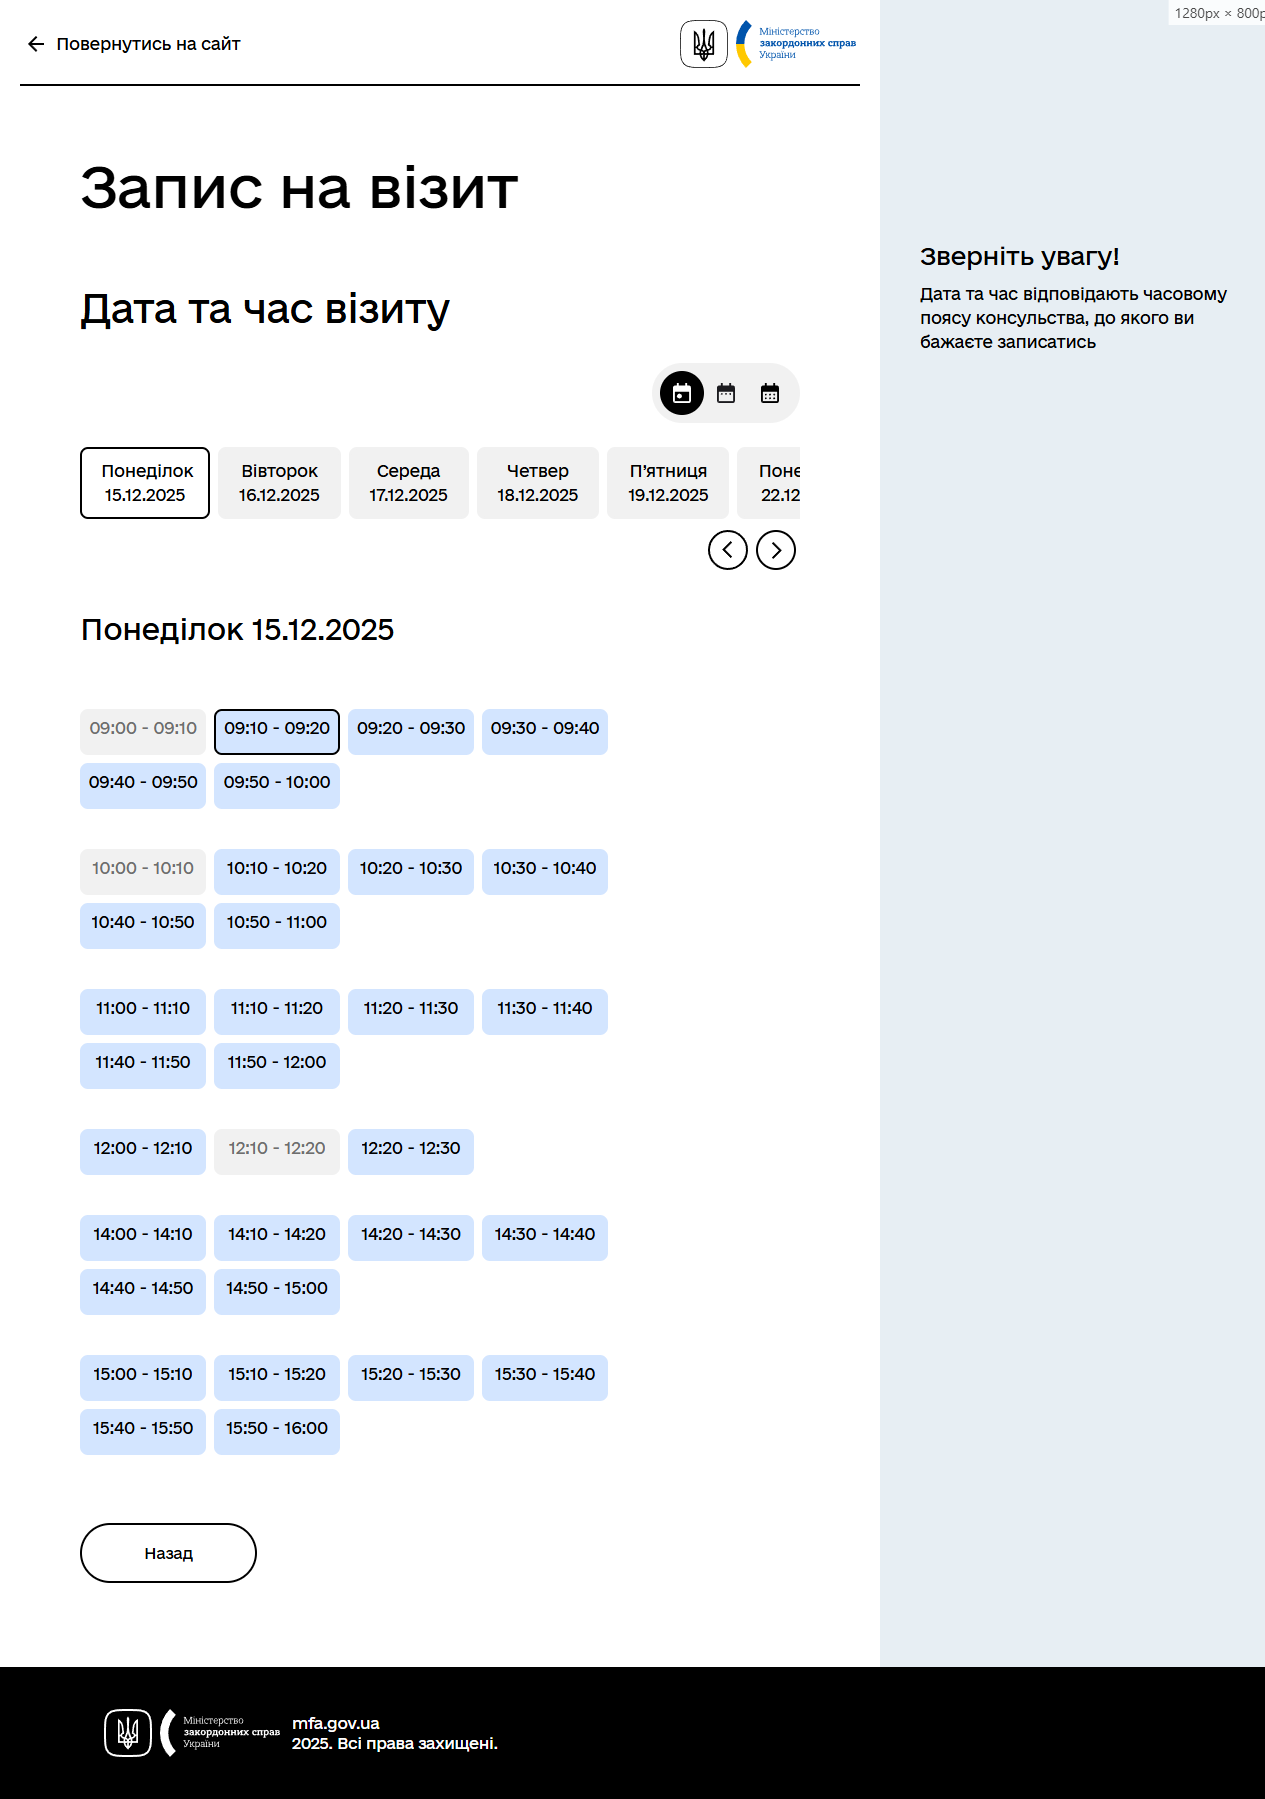 1280px × 800p
Повернутись на сайт
Міністерство
закордонних справ
України
Запис на візит
Дата та час візиту
Зверніть увагу!
Дата та час відповідають часовому
поясу консульства, до якого ви
бажаєте записатись
Понеділок
15.12.2025
Вівторок
16.12.2025
Середа
17.12.2025
Четвер
18.12.2025
П’ятниця
19.12.2025
Поне
22.12
Понеділок 15.12.2025
09:00 - 09:10 09:10 - 09:20 09:20 - 09:30 09:30 - 09:40
09:40 - 09:50 09:50 - 10:00
10:00 - 10:10 10:10 - 10:20 10:20 - 10:30 10:30 - 10:40
10:40 - 10:50 10:50 - 11:00
11:00 - 11:10 11:10 - 11:20 11:20 - 11:30 11:30 - 11:40
11:40 - 11:50 11:50 - 12:00
12:00 - 12:10 12:10 - 12:20 12:20 - 12:30
14:00 - 14:10 14:10 - 14:20 14:20 - 14:30 14:30 - 14:40
14:40 - 14:50 14:50 - 15:00
15:00 - 15:10 15:10 - 15:20 15:20 - 15:30 15:30 - 15:40
15:40 - 15:50 15:50 - 16:00
Назад
Міністерство
закордонних справ
України
mfa.gov.ua
2025. Всі права захищені.